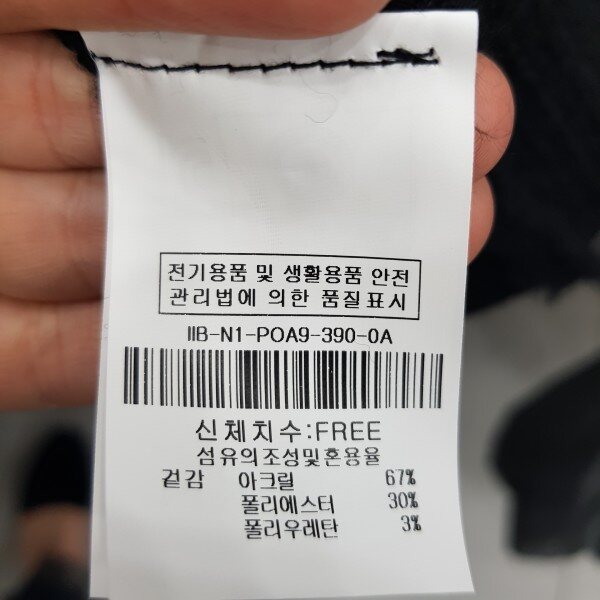 전기용품 및 생활용품 안전
관리법에 의한 품질표시
IIB-N1-POA9-390-0A
신체치수:FREE
섬유의조성및혼용율
겉감 아크릴 67%
폴리에스터 30%
폴리우레탄 3%